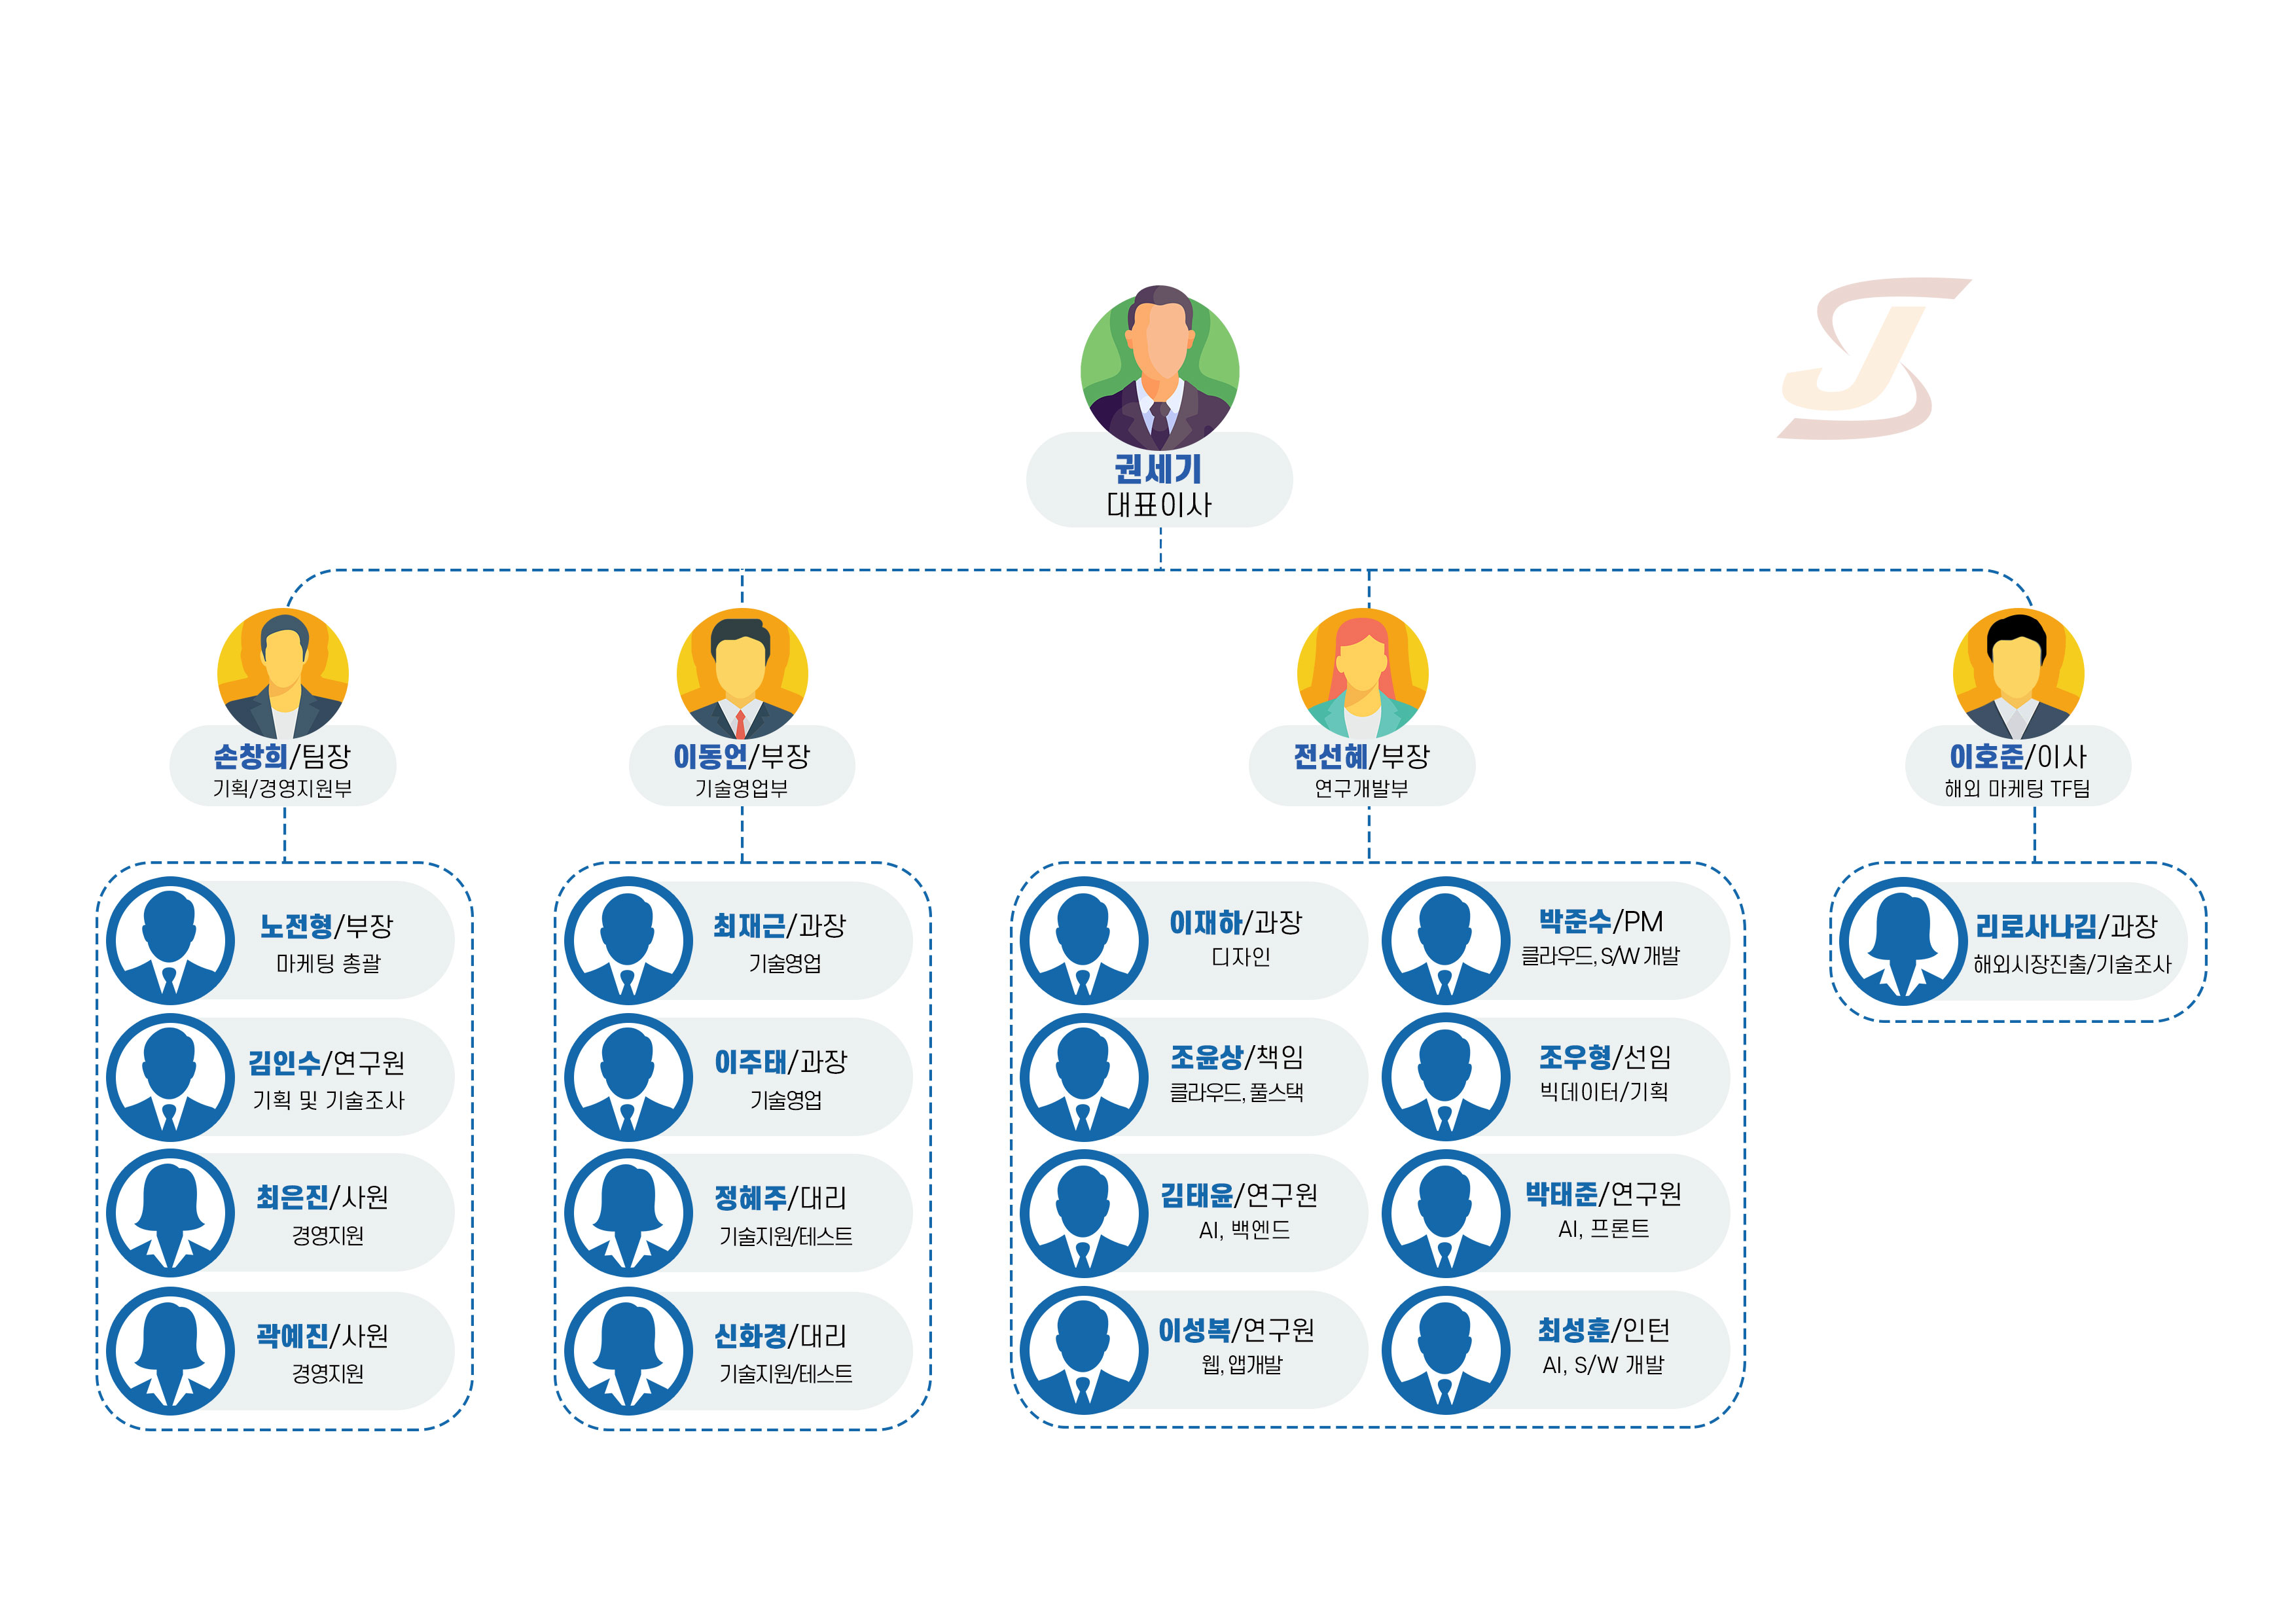 권세기
대표이사
손창희/팀장
기획/경영지원부
이동언/부장
기술영업부
전선혜/부장
연구개발부
이호준/이사
해외 마케팅 TF팀
노전형/부장
마케팅 총괄
김인수/연구원
기획 및 기술조사
최은진/사원
경영지원
곽예진/사원
경영지원
최재근/과장
기술영업
이주태/과장
기술영업
정혜주/대리
기술지원/테스트
신화경/대리
기술지원/테스트
이재하/과장
디자인
박준수/PM
클라우드, S/W 개발
조윤상/책임
클라우드, 풀스택
조우형/선임
빅데이터/기획
김태윤/연구원
AI, 백엔드
박태준/연구원
AI, 프론트
이성복/연구원
웹, 앱개발
최성훈/인턴
AI, S/W 개발
리로사나김/과장
해외시장진출/기술조사